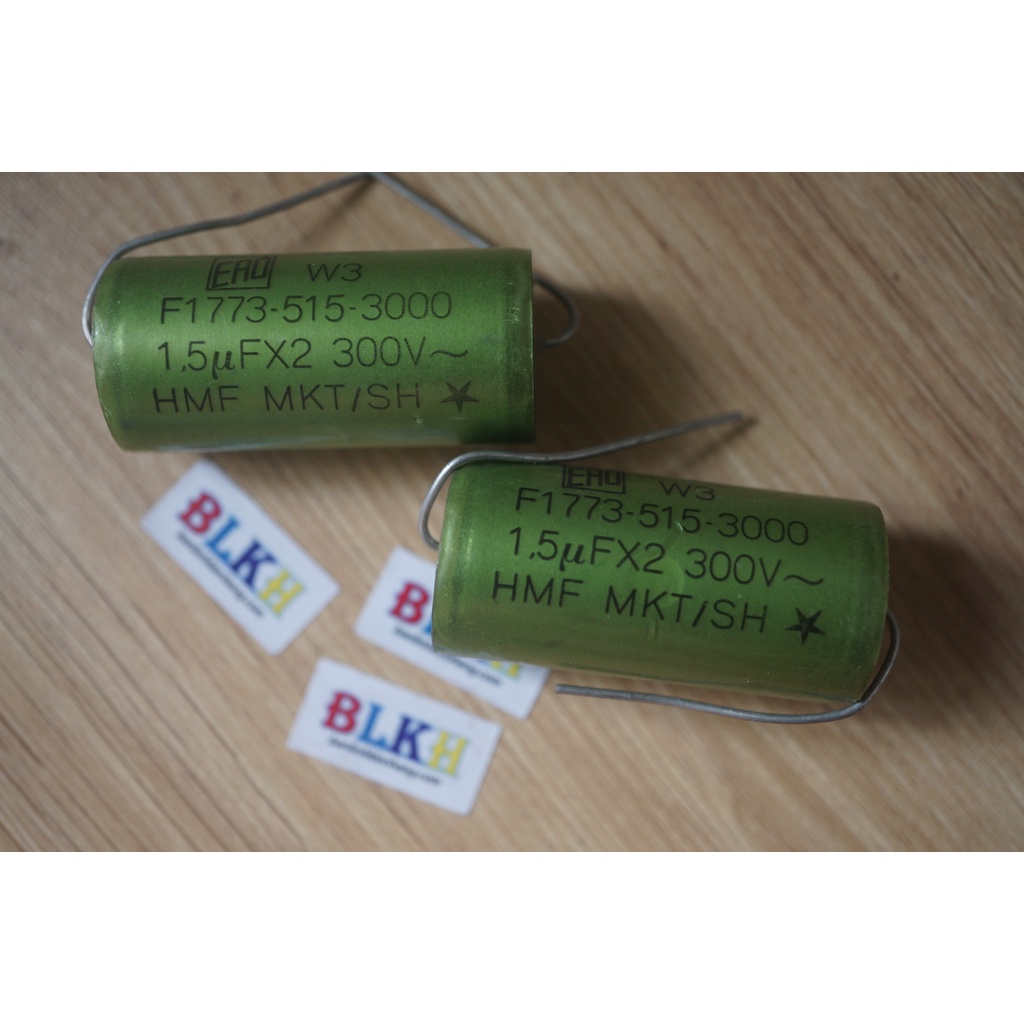 ERO W3
F1773-515-3000
1,5µFX2 300V~
HMF MKT/SH
ERO W3
F1773-515-3000
1,5µFX2 300V~
HMF MKT/SH
BLKH
BLKH
BLKH